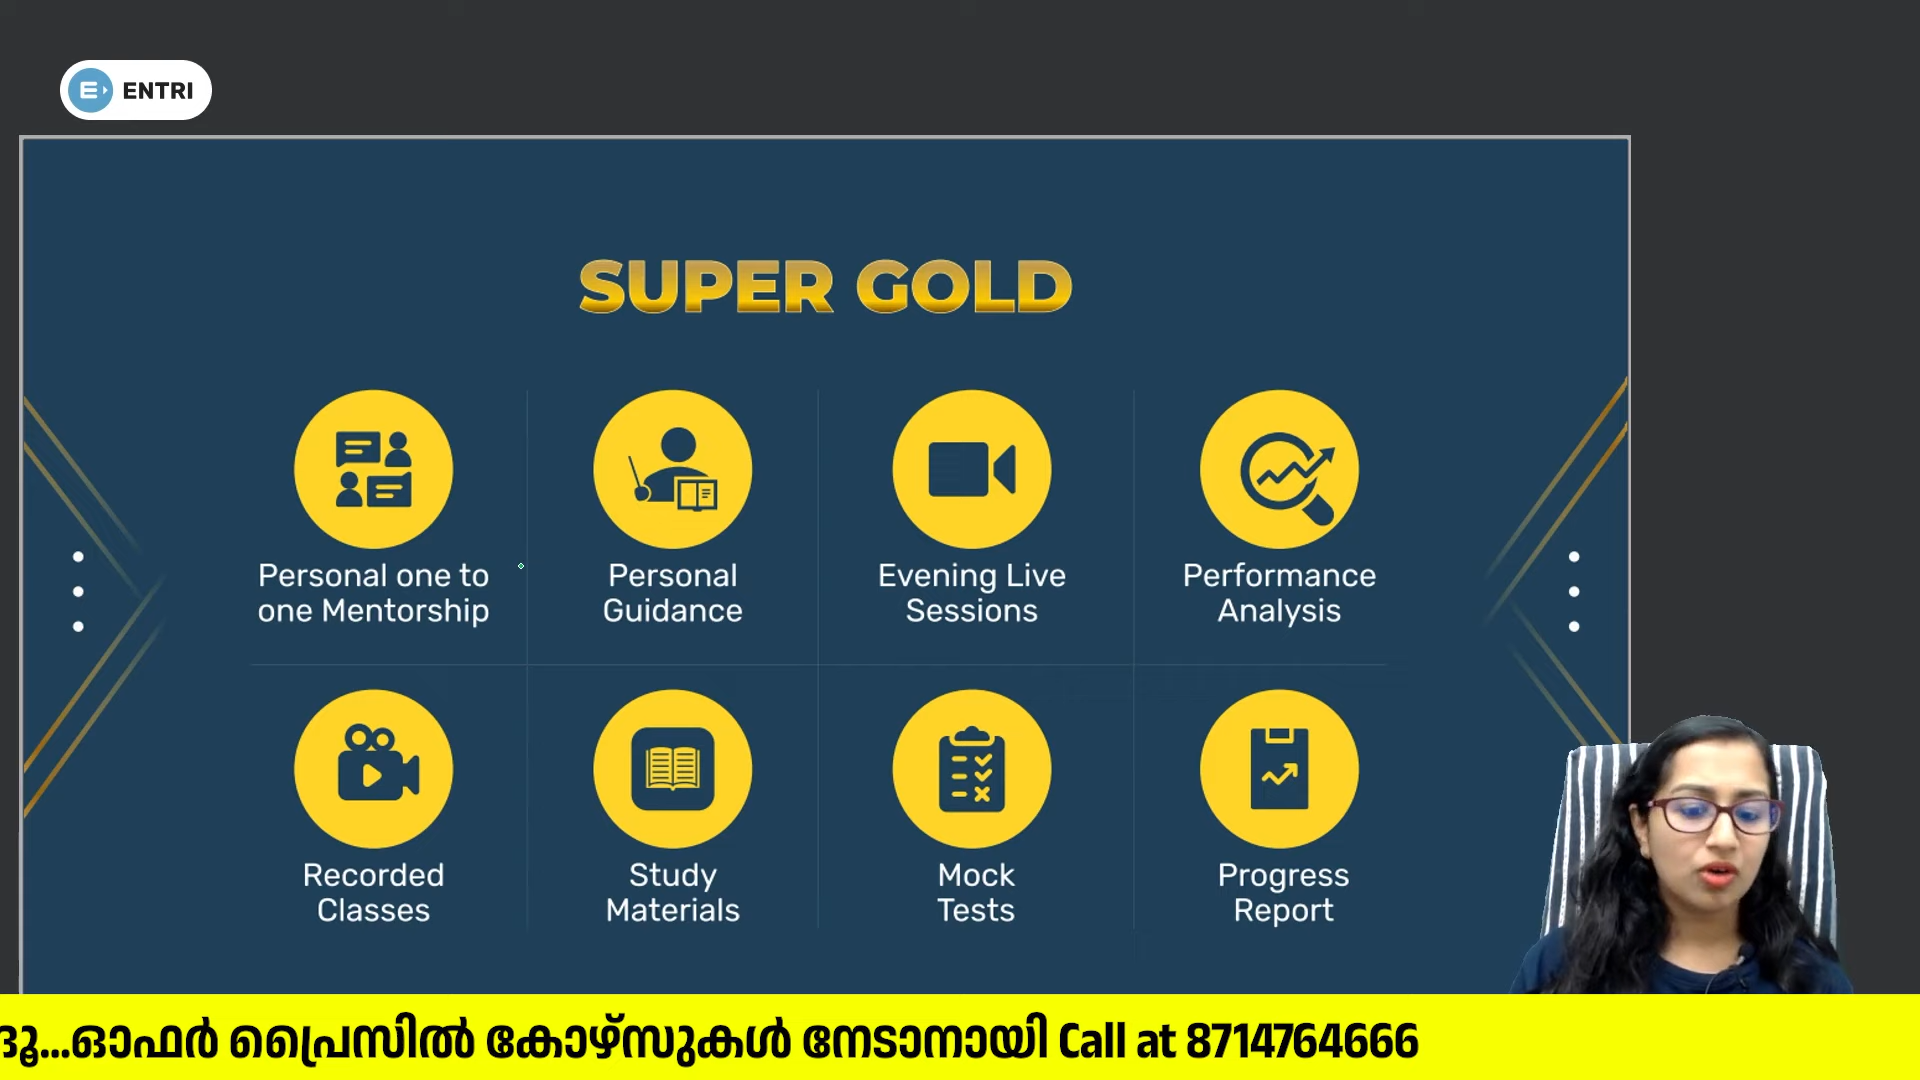 ENTRI
SUPER GOLD
Personal one to
one Mentorship
Personal
Guidance
Evening Live
Sessions
Performance
Analysis
Recorded
Classes
Study
Materials
Mock
Tests
Progress
Report
...ഓഫർ പ്രൈസിൽ കോഴ്സുകൾ നേടാനായി Call at 8714764666